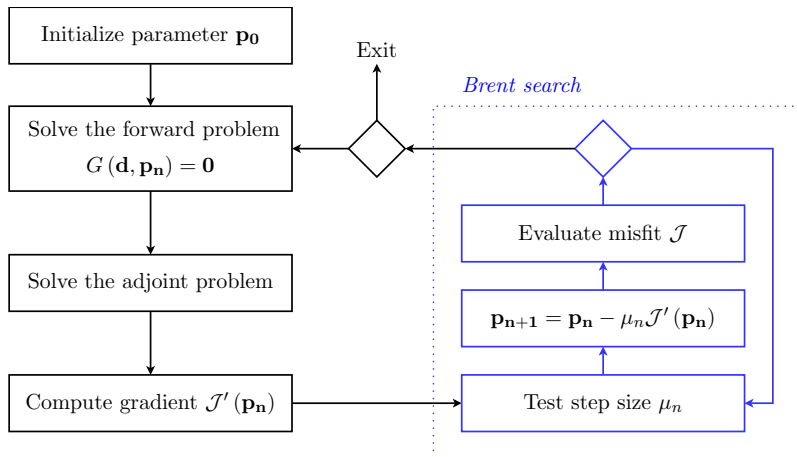 Initialize parameter p₀
Solve the forward problem
G (d, pₙ) = 0
Solve the adjoint problem
Compute gradient 𝒥′ (pₙ)
Exit
Brent search
Evaluate misfit 𝒥
pₙ₊₁ = pₙ − μₙ𝒥′ (pₙ)
Test step size μₙ